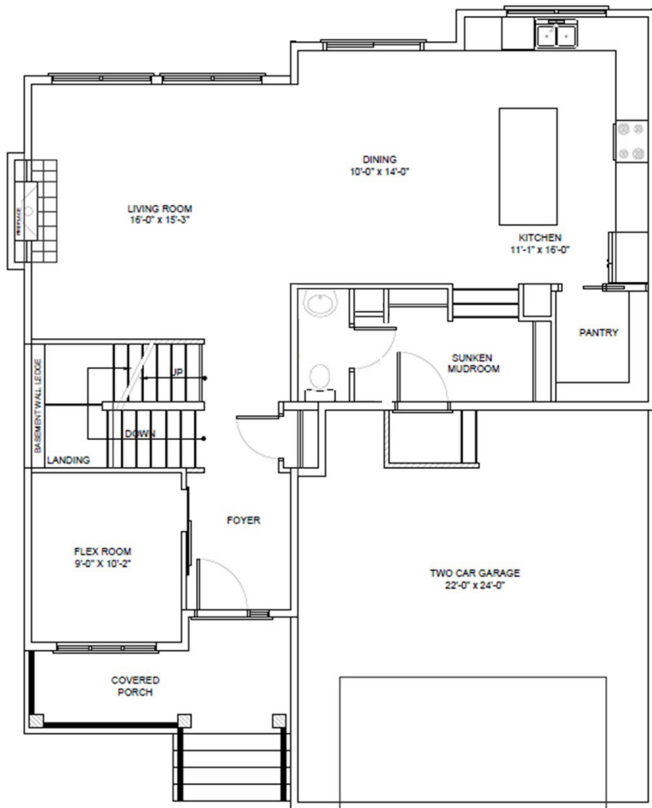 DINING
10'-0" x 14'-0"
LIVING ROOM
16'-0" x 15'-3"
FIREPLACE
KITCHEN
11'-1" x 16'-0"
PANTRY
SUNKEN
MUDROOM
UP
BASEMENT WALL LEDGE
DOWN
LANDING
FOYER
FLEX ROOM
9'-0" X 10'-2"
TWO CAR GARAGE
22'-0" x 24'-0"
COVERED
PORCH